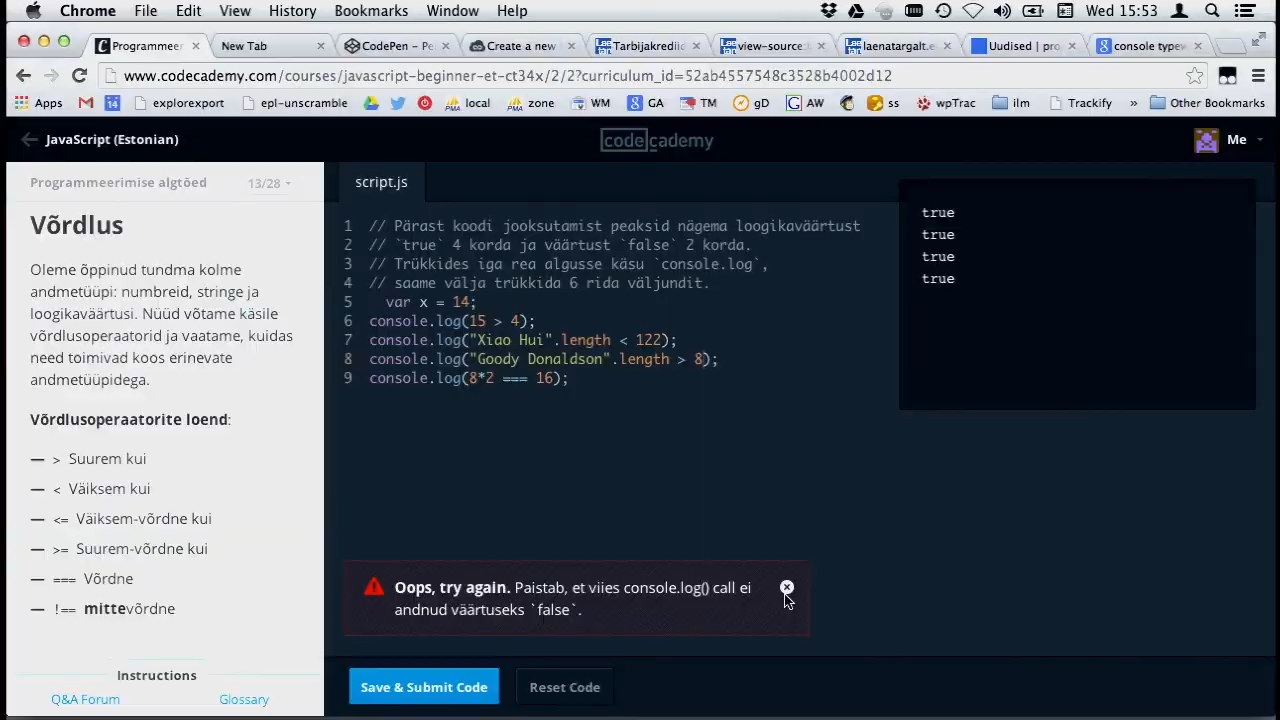 Chrome File Edit View History Bookmarks Window Help Wed 15:53
Programmeer New Tab CodePen - Pe Create a new Tarbijakredii view-source laenatargalt.e Uudised | pro console typew
www.codecademy.com/courses/javascript-beginner-et-ct34x/2/2?curriculum_id=52ab4557548c3528b4002d12
Apps 14 explorexport epl-unscramble local zone WM GA TM gD AW ss wpTrac ilm Trackify » Other Bookmarks
JavaScript (Estonian) codecademy Me
Programmeerimise algtõed 13/28
Võrdlus
Oleme õppinud tundma kolme
andmetüüpi: numbreid, stringe ja
loogikaväärtusi. Nüüd võtame käsile
võrdlusoperaatorid ja vaatame, kuidas
need toimivad koos erinevate
andmetüüpidega.
Võrdlusoperaatorite loend:
— > Suurem kui
— < Väiksem kui
— <= Väiksem-võrdne kui
— >= Suurem-võrdne kui
— === Võrdne
— !== mittevõrdne
Instructions
Q&A Forum Glossary
script.js
1 // Pärast koodi jooksutamist peaksid nägema loogikaväärtust
2 // `true` 4 korda ja väärtust `false` 2 korda.
3 // Trükkides iga rea algusse käsu `console.log`,
4 // saame välja trükkida 6 rida väljundit.
5 var x = 14;
6 console.log(15 > 4);
7 console.log("Xiao Hui".length < 122);
8 console.log("Goody Donaldson".length > 8);
9 console.log(8*2 === 16);
true
true
true
true
Oops, try again. Paistab, et viies console.log() call ei
andnud väärtuseks `false`.
Save & Submit Code Reset Code